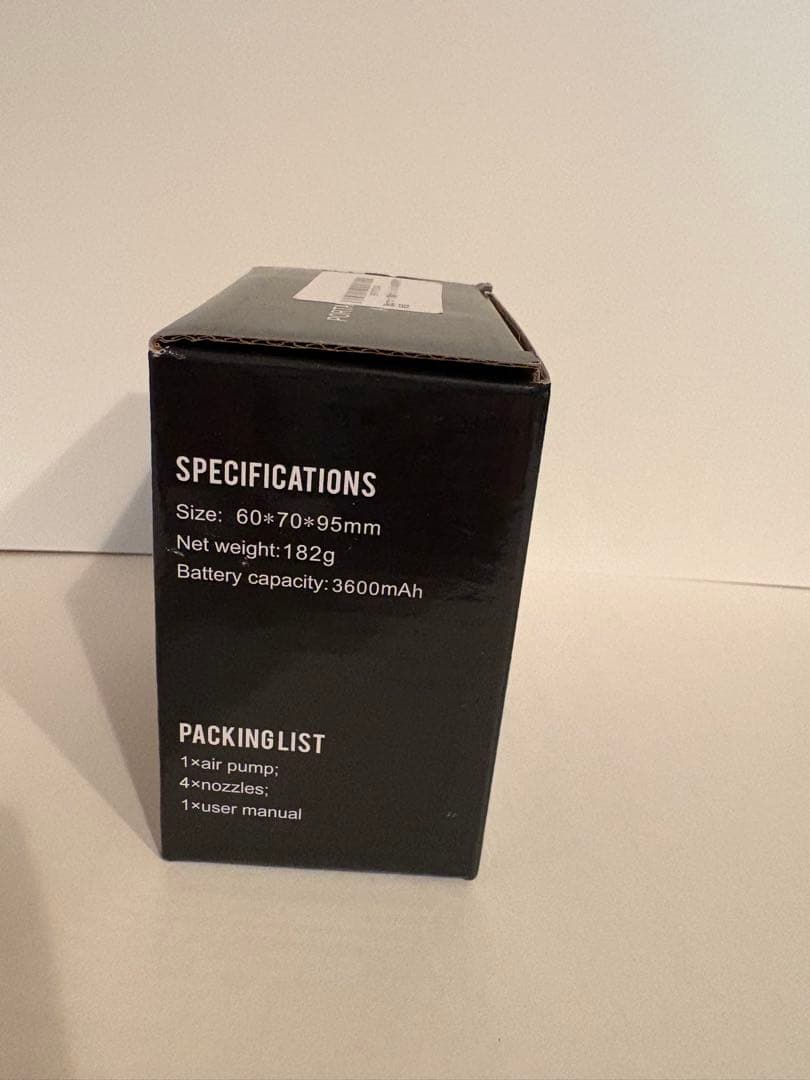 SPECIFICATIONS
Size: 60*70*95mm
Net weight:182g
Battery capacity:3600mAh
PACKING LIST
1×air pump;
4×nozzles;
1×user manual